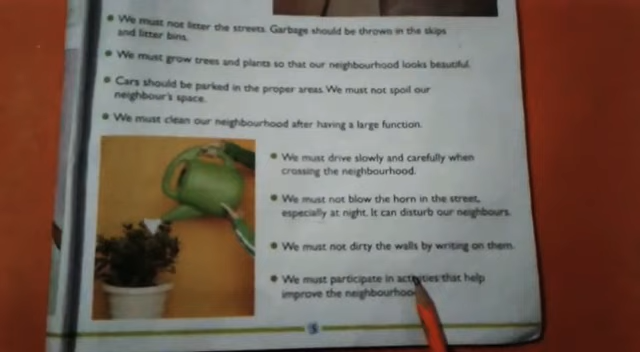 We must not litter the streets. Garbage should be thrown in the skips
and litter bins.
We must grow trees and plants so that our neighbourhood looks beautiful.
Cars should be parked in the proper areas. We must not spoil our
neighbour's space.
We must clean our neighbourhood after having a large function.
We must drive slowly and carefully when
crossing the neighbourhood.
We must not blow the horn in the street,
especially at night. It can disturb our neighbours.
We must not dirty the walls by writing on them.
We must participate in activities that help
improve the neighbourhood